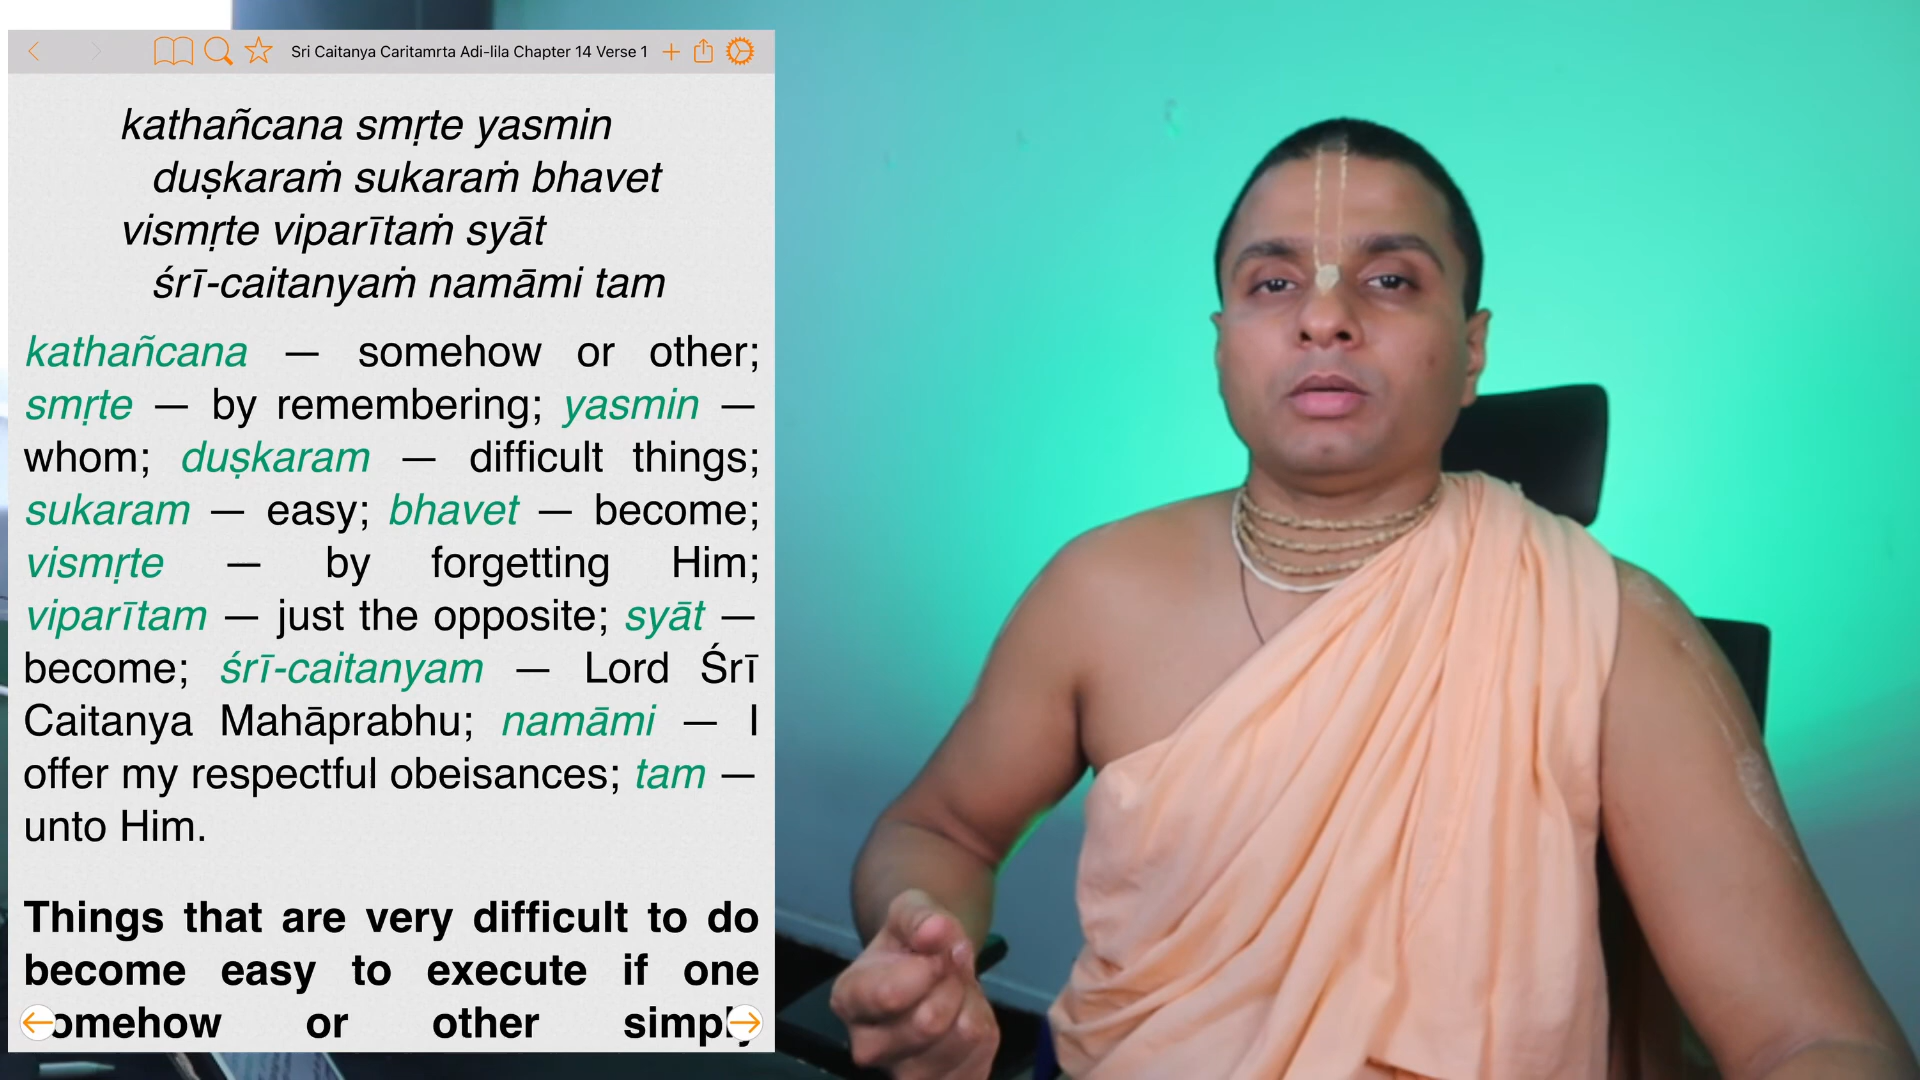 Sri Caitanya Caritamrta Adi-lila Chapter 14 Verse 1
kathañcana smṛte yasmin
duṣkaraṁ sukaraṁ bhavet
vismṛte viparītaṁ syāt
śrī-caitanyaṁ namāmi tam
kathañcana — somehow or other;
smṛte — by remembering; yasmin —
whom; duṣkaram — difficult things;
sukaram — easy; bhavet — become;
vismṛte — by forgetting Him;
viparītam — just the opposite; syāt —
become; śrī-caitanyam — Lord Śrī
Caitanya Mahāprabhu; namāmi — I
offer my respectful obeisances; tam —
unto Him.
Things that are very difficult to do
become easy to execute if one
somehow or other simply